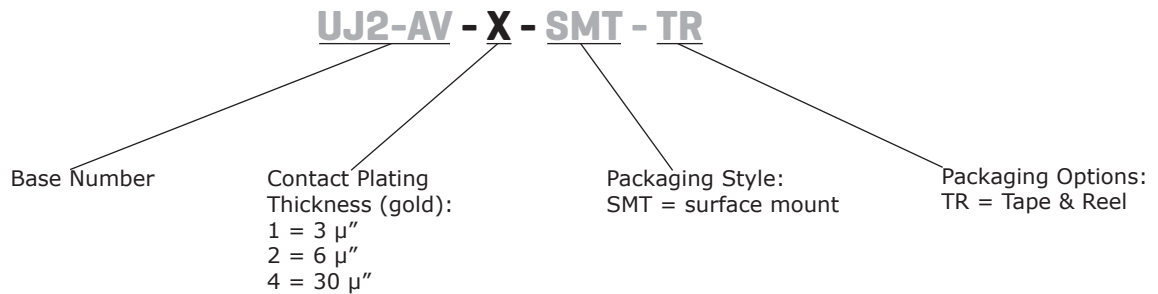 UJ2-AV - X - SMT - TR
Base Number
Contact Plating
Thickness (gold):
1 = 3 μ”
2 = 6 μ”
4 = 30 μ”
Packaging Style:
SMT = surface mount
Packaging Options:
TR = Tape & Reel